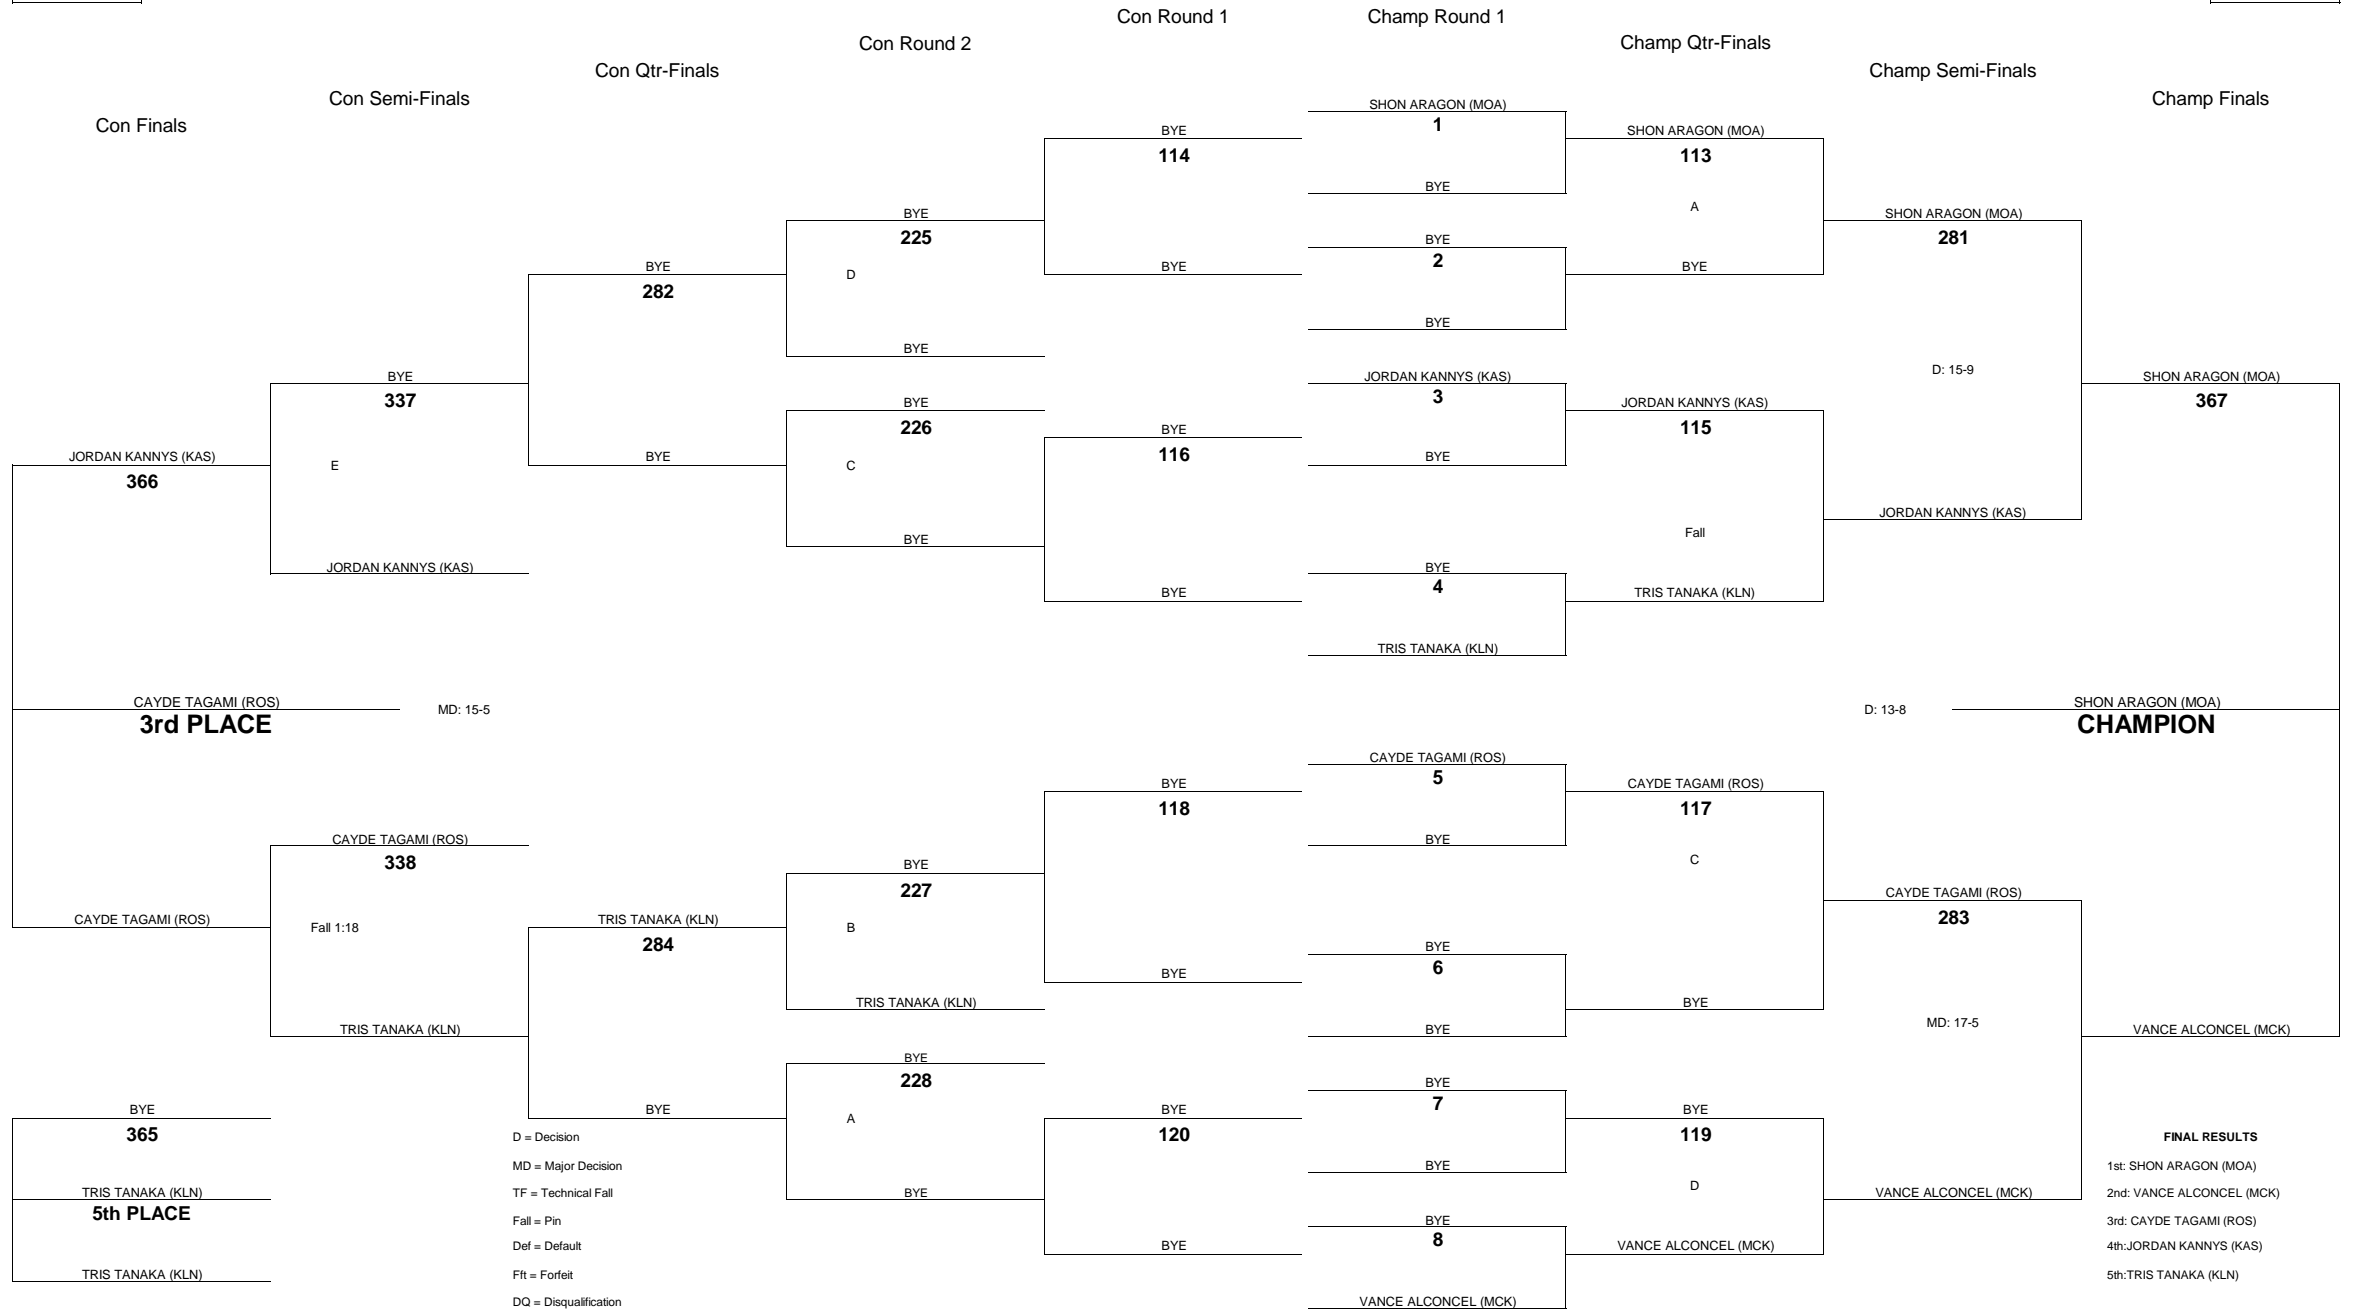 Con Round 1 Champ Round 1
Con Round 2 Champ Qtr-Finals
Con Qtr-Finals Champ Semi-Finals
Con Semi-Finals Champ Finals
SHON ARAGON (MOA)
Con Finals 1
BYE SHON ARAGON (MOA)
114 113
BYE
A
BYE SHON ARAGON (MOA)
225 BYE 281
2
BYE D BYE BYE
282
BYE
BYE
D: 15-9
BYE JORDAN KANNYS (KAS) SHON ARAGON (MOA)
337 3 367
BYE JORDAN KANNYS (KAS)
226 BYE 115
116
JORDAN KANNYS (KAS) E BYE C BYE
366
JORDAN KANNYS (KAS)
Fall
BYE
JORDAN KANNYS (KAS) BYE
4
BYE TRIS TANAKA (KLN)
TRIS TANAKA (KLN)
CAYDE TAGAMI (ROS) MD: 15-5 D: 13-8 SHON ARAGON (MOA)
3rd PLACE CHAMPION
CAYDE TAGAMI (ROS)
5
BYE CAYDE TAGAMI (ROS)
118 117
CAYDE TAGAMI (ROS) BYE
338 C
BYE
227 CAYDE TAGAMI (ROS)
283
CAYDE TAGAMI (ROS) Fall 1:18 TRIS TANAKA (KLN) B
284 BYE
6
BYE
TRIS TANAKA (KLN) BYE
MD: 17-5
TRIS TANAKA (KLN) BYE VANCE ALCONCEL (MCK)
BYE
228 BYE
7
BYE BYE A BYE BYE
365 D = Decision 120 119 FINAL RESULTS
MD = Major Decision BYE 1st: SHON ARAGON (MOA)
D
TRIS TANAKA (KLN) TF = Technical Fall BYE VANCE ALCONCEL (MCK) 2nd: VANCE ALCONCEL (MCK)
5th PLACE Fall = Pin BYE 3rd: CAYDE TAGAMI (ROS)
8
Def = Default BYE VANCE ALCONCEL (MCK) 4th:JORDAN KANNYS (KAS)
TRIS TANAKA (KLN) Fft = Forfeit 5th:TRIS TANAKA (KLN)
DQ = Disqualification VANCE ALCONCEL (MCK)